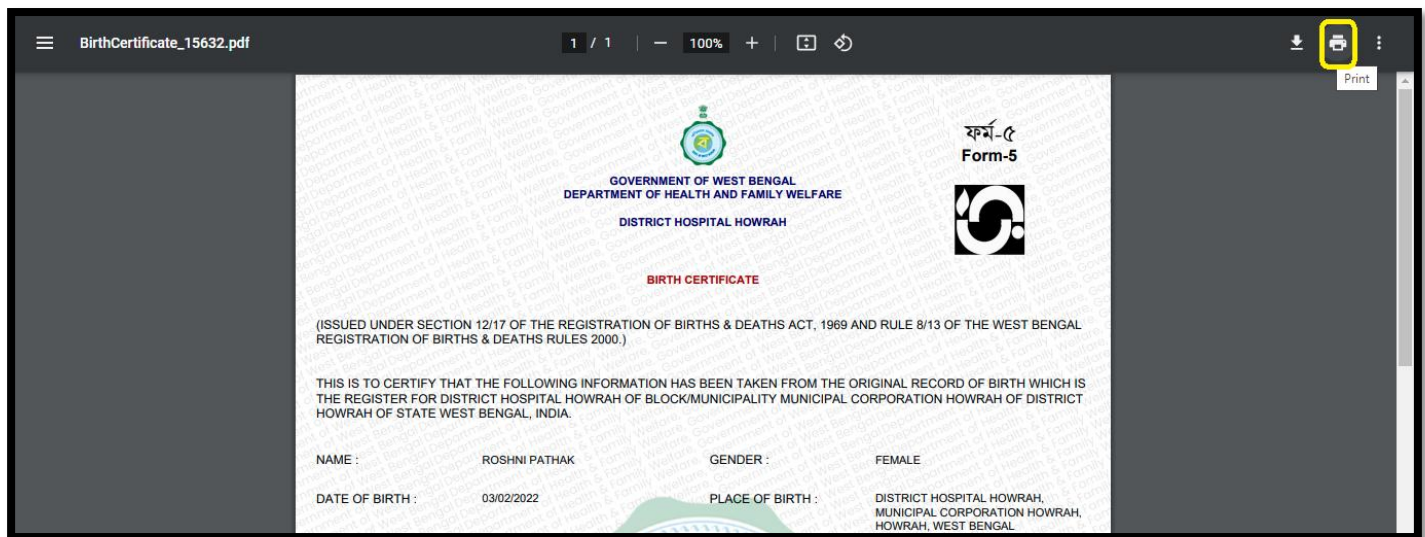 BirthCertificate_15632.pdf
1 / 1
100%
Print
ফর্ম-৫
Form-5
GOVERNMENT OF WEST BENGAL
DEPARTMENT OF HEALTH AND FAMILY WELFARE
DISTRICT HOSPITAL HOWRAH
BIRTH CERTIFICATE
(ISSUED UNDER SECTION 12/17 OF THE REGISTRATION OF BIRTHS & DEATHS ACT, 1969 AND RULE 8/13 OF THE WEST BENGAL
REGISTRATION OF BIRTHS & DEATHS RULES 2000.)
THIS IS TO CERTIFY THAT THE FOLLOWING INFORMATION HAS BEEN TAKEN FROM THE ORIGINAL RECORD OF BIRTH WHICH IS
THE REGISTER FOR DISTRICT HOSPITAL HOWRAH OF BLOCK/MUNICIPALITY MUNICIPAL CORPORATION HOWRAH OF DISTRICT
HOWRAH OF STATE WEST BENGAL, INDIA.
NAME : ROSHNI PATHAK GENDER : FEMALE
DATE OF BIRTH : 03/02/2022 PLACE OF BIRTH : DISTRICT HOSPITAL HOWRAH,
MUNICIPAL CORPORATION HOWRAH,
HOWRAH, WEST BENGAL